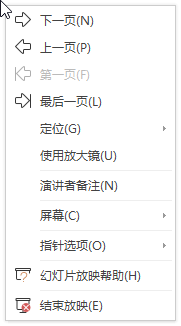 下一页(N)
上一页(P)
第一页(F)
最后一页(L)
定位(G)
使用放大镜(U)
演讲者备注(N)
屏幕(C)
指针选项(O)
幻灯片放映帮助(H)
结束放映(E)